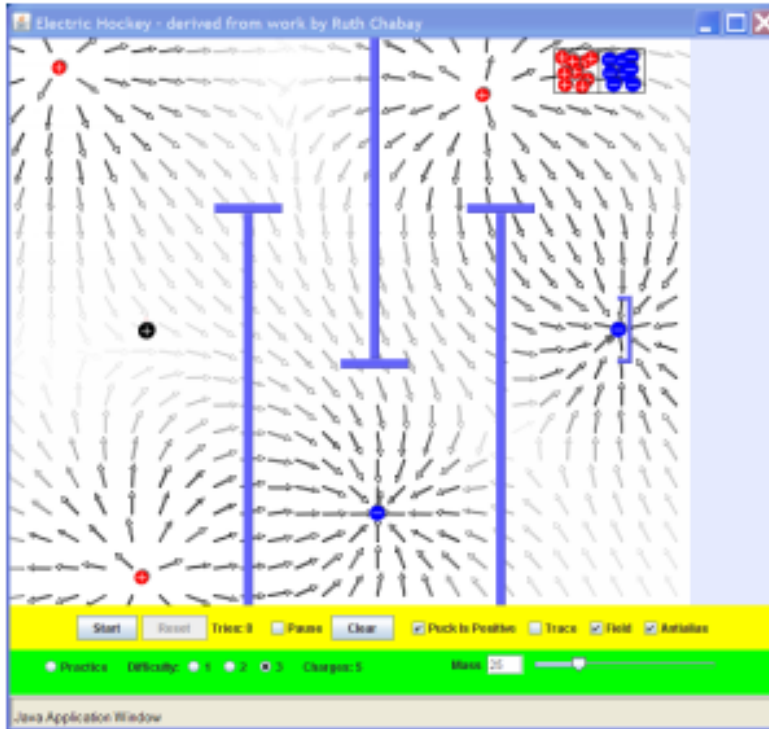 Electric Hockey - derived from work by Ruth Chabay
Start Reset Tries: 0 Pause Clear Puck Is Positive Trace Field Antialias
Practice Difficulty: 1 2 3 Charges: 5 Mass 25
Java Application Window